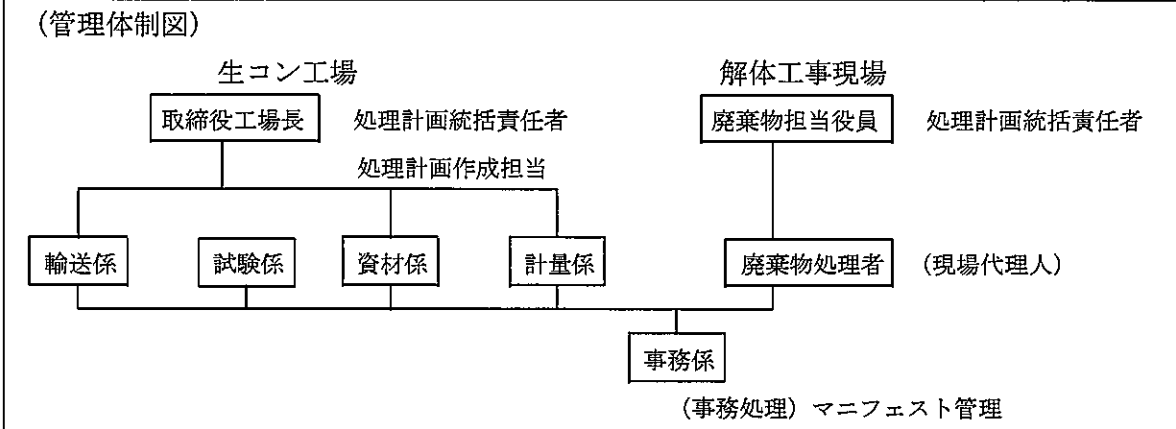 (管理体制図)
生コン工場 解体工事現場
取締役工場長 処理計画統括責任者 廃棄物担当役員 処理計画統括責任者
処理計画作成担当
輸送係 試験係 資材係 計量係 廃棄物処理者 (現場代理人)
事務係
(事務処理) マニフェスト管理